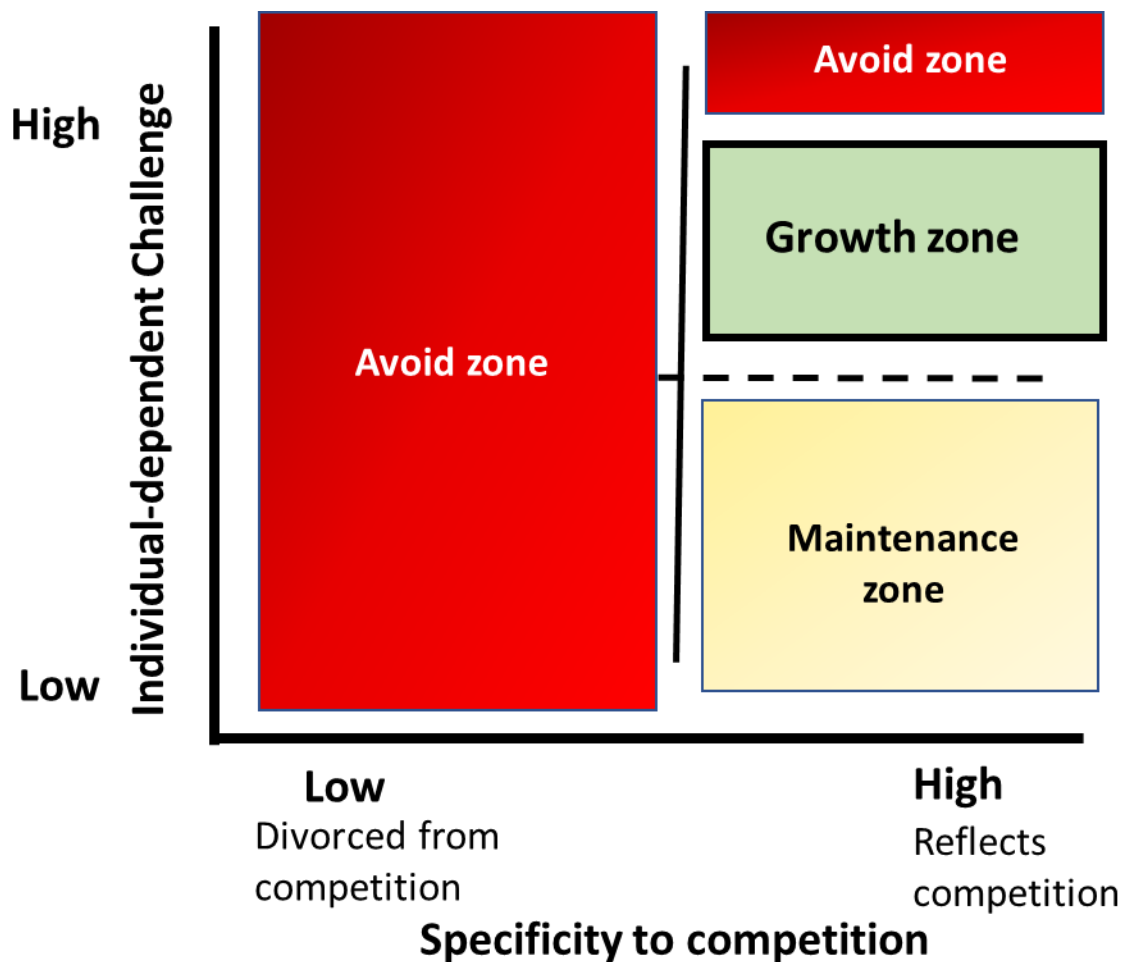 Avoid zone
High
Individual-dependent Challenge
Growth zone
Avoid zone
Maintenance
zone
Low
Low
Divorced from
competition
High
Reflects
competition
Specificity to competition